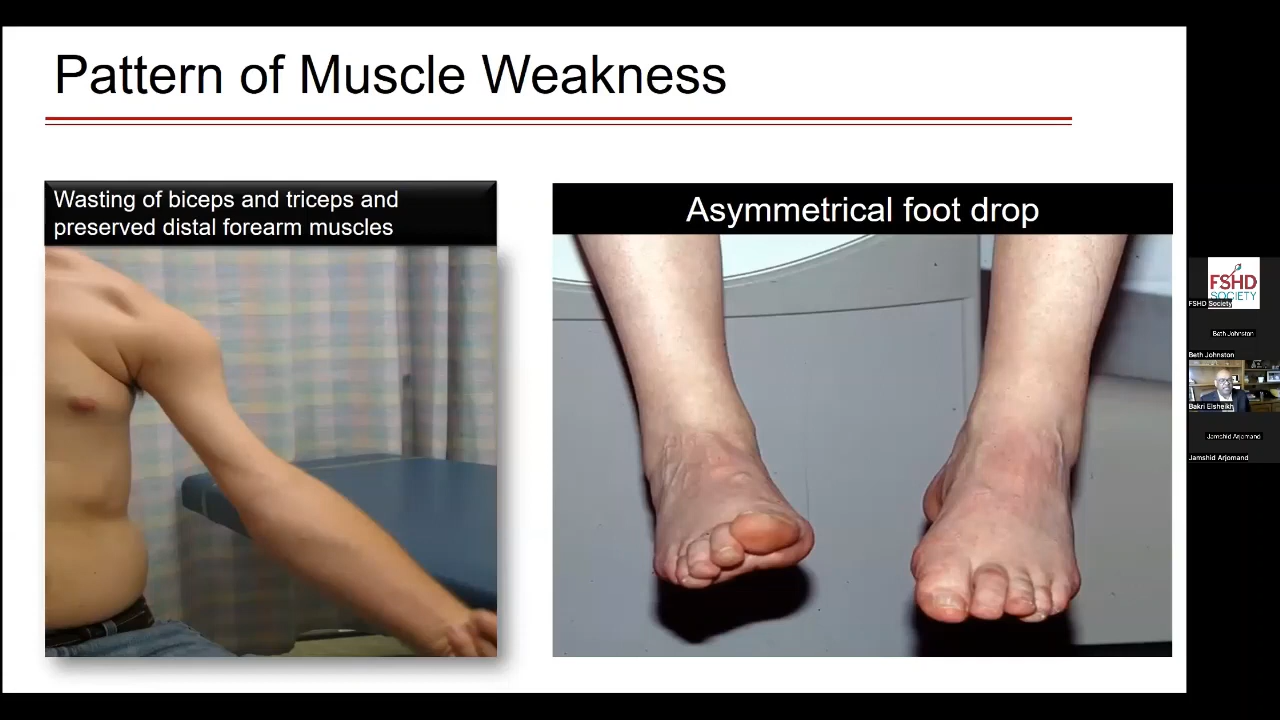 Pattern of Muscle Weakness
Wasting of biceps and triceps and
preserved distal forearm muscles
Asymmetrical foot drop
FSHD
SOCIETY
FSHD Society
Beth Johnston
Beth Johnston
Bakri Elsheikh
Jamshid Arjomand
Jamshid Arjomand